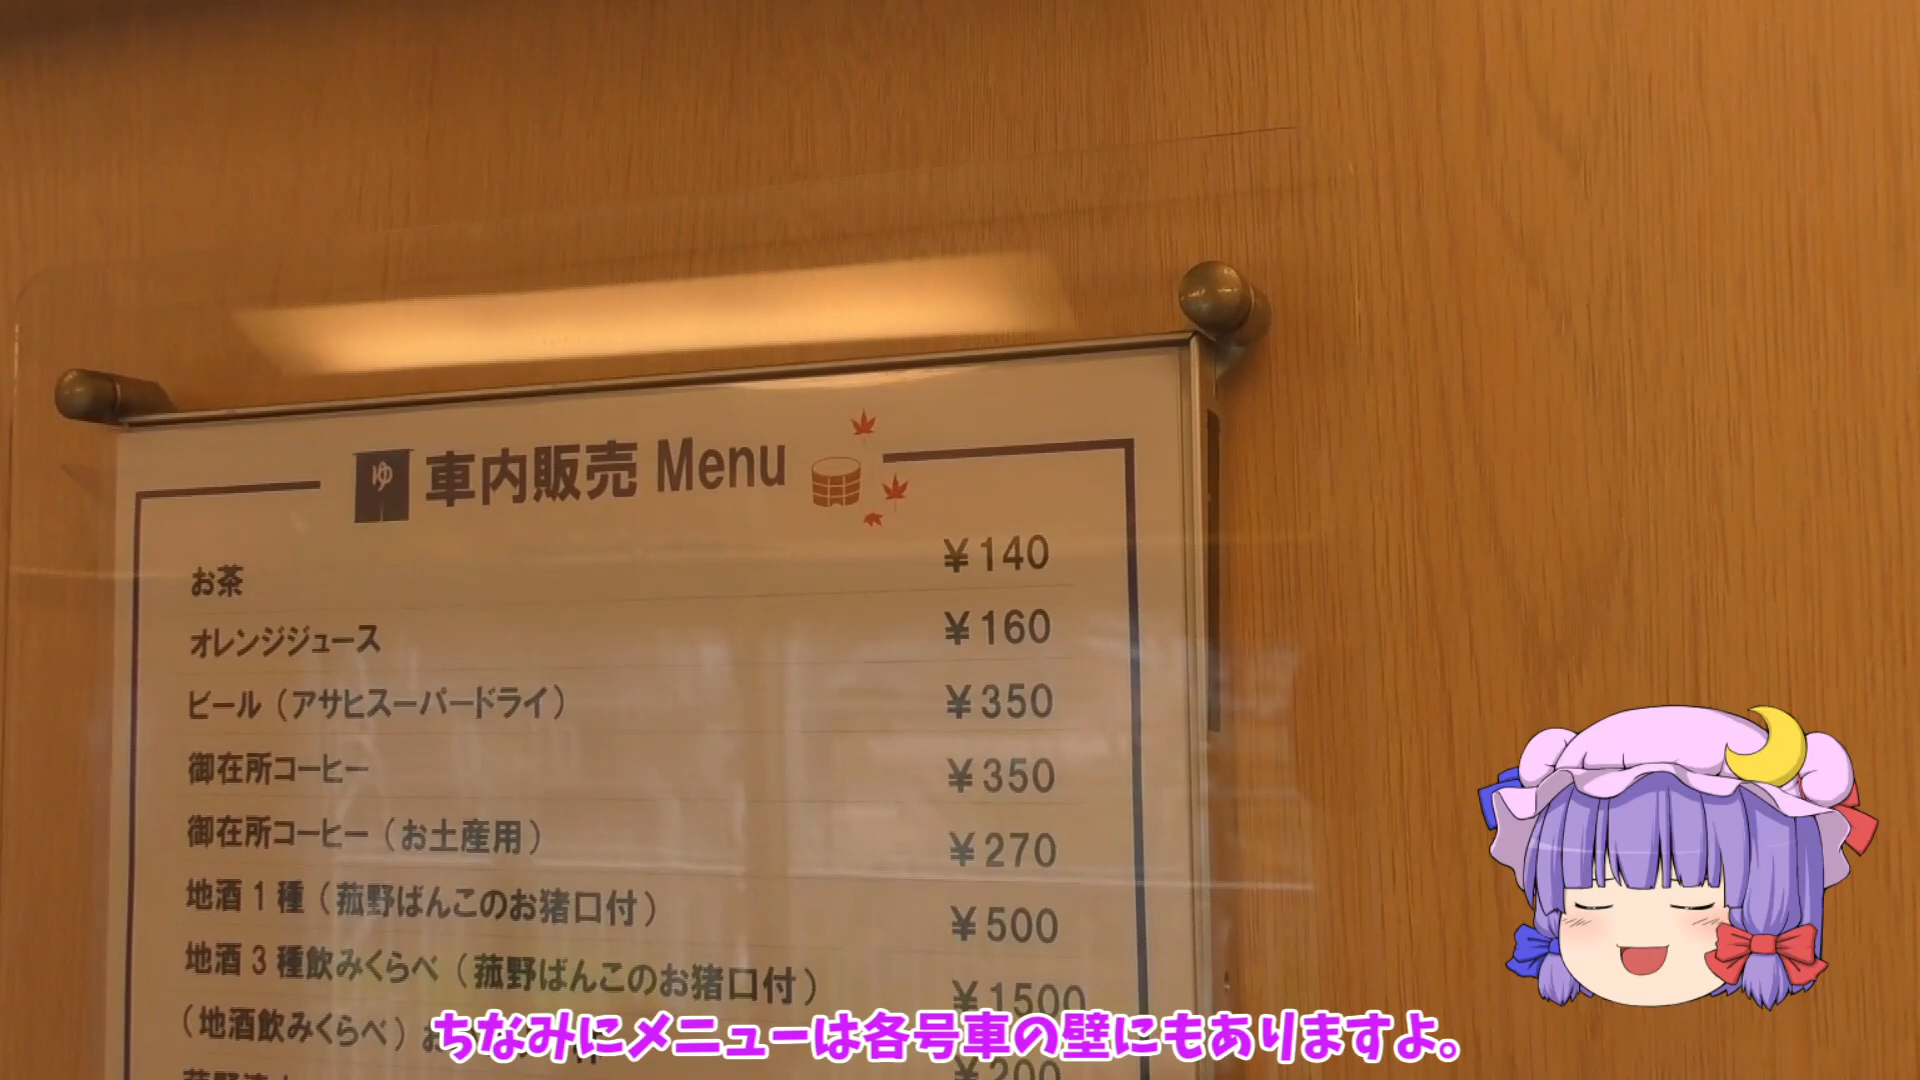 ゆ 車内販売 Menu
お茶 ¥140
オレンジジュース ¥160
ビール（アサヒスーパードライ） ¥350
御在所コーヒー ¥350
御在所コーヒー（お土産用） ¥270
地酒1種（菰野ばんこのお猪口付） ¥500
地酒3種飲みくらべ（菰野ばんこのお猪口付） ¥1500
（地酒飲みくらべ）お
ちなみにメニューは各号車の壁にもありますよ。
¥200